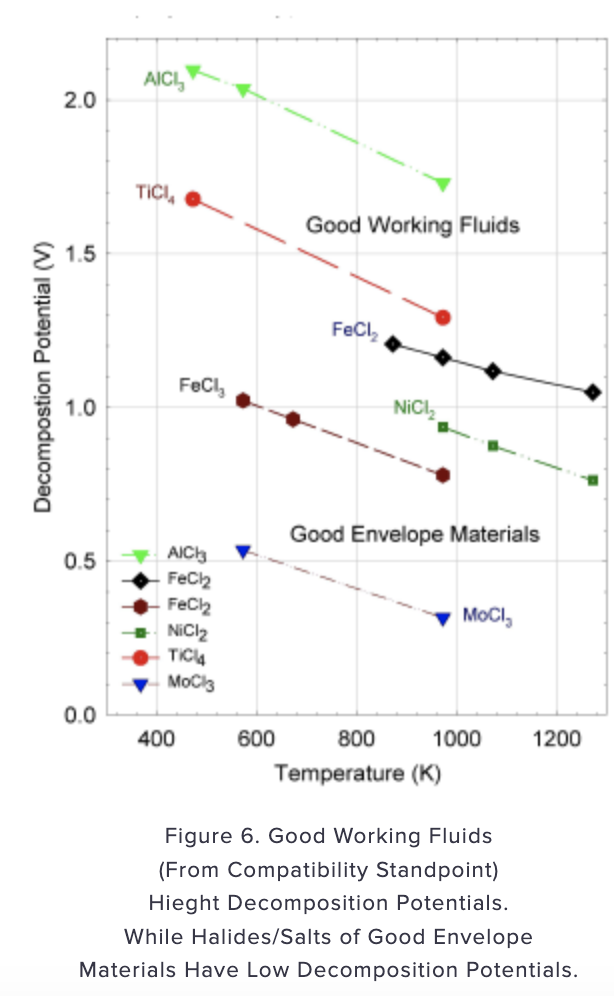 AlCl3
2.0
TiCl4
Good Working Fluids
1.5
FeCl2
FeCl3
1.0
NiCl2
Good Envelope Materials
0.5
MoCl3
AlCl3
FeCl2
FeCl2
NiCl2
TiCl4
MoCl3
0.0
400 600 800 1000 1200
Temperature (K)
Decompostion Potential (V)
Figure 6. Good Working Fluids
(From Compatibility Standpoint)
Hieght Decomposition Potentials.
While Halides/Salts of Good Envelope
Materials Have Low Decomposition Potentials.